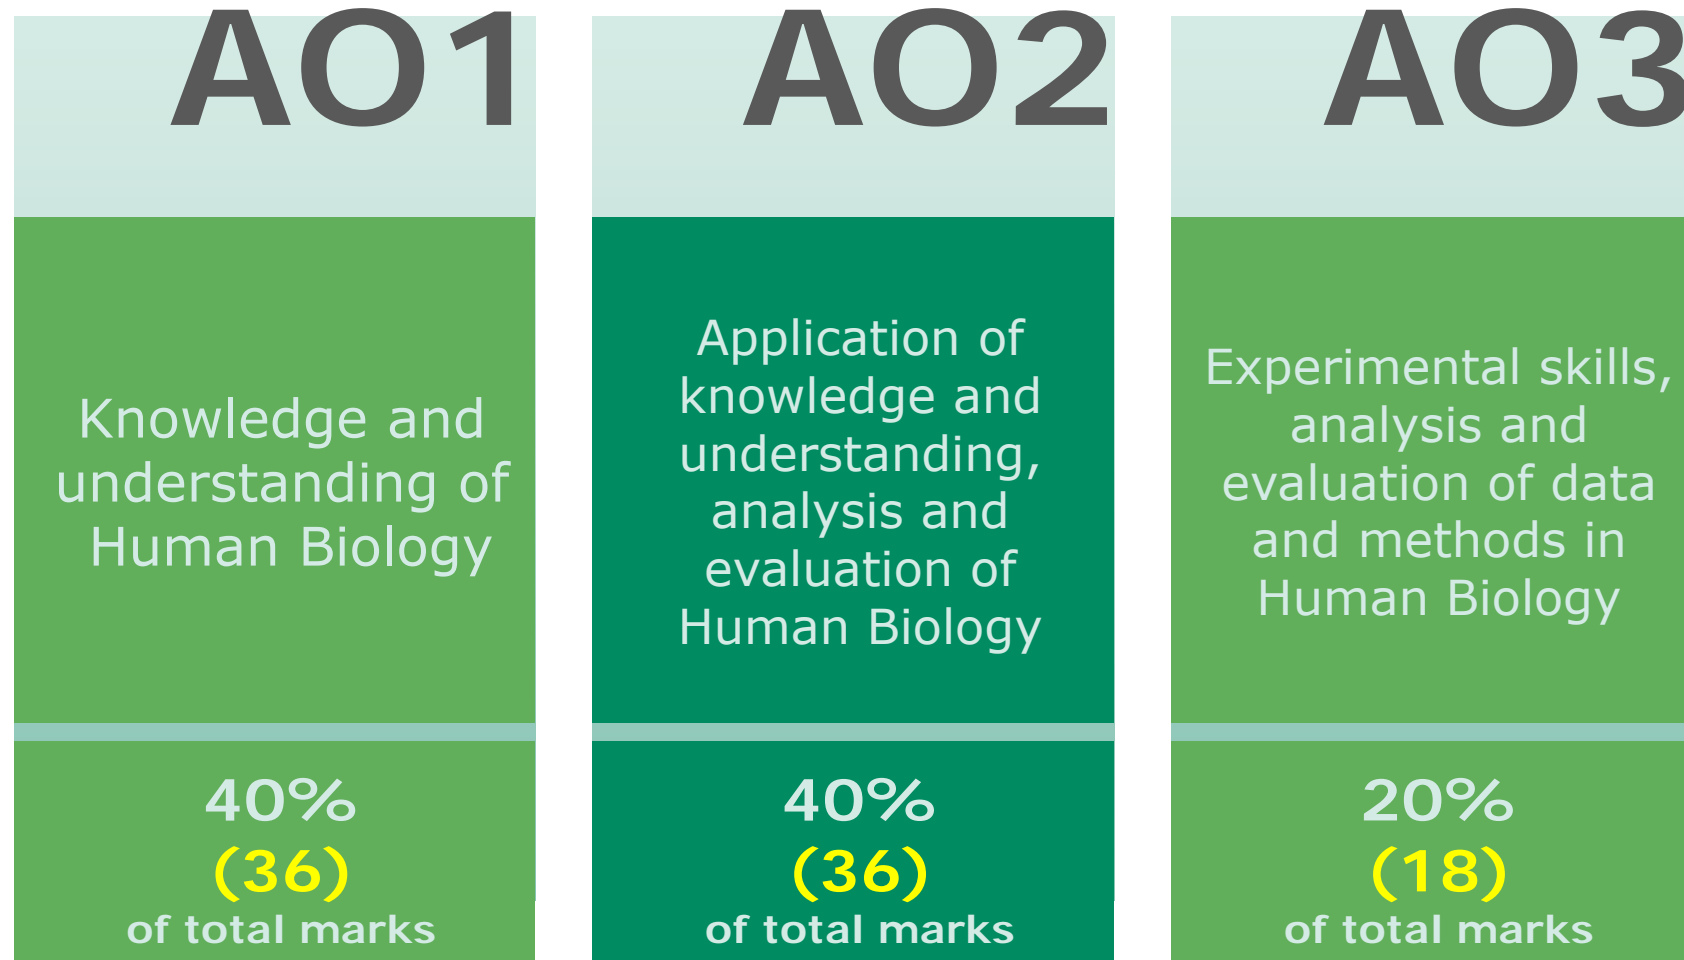 AO1
Knowledge and
understanding of
Human Biology
40%
(36)
of total marks
AO2
Application of
knowledge and
understanding,
analysis and
evaluation of
Human Biology
40%
(36)
of total marks
AO3
Experimental skills,
analysis and
evaluation of data
and methods in
Human Biology
20%
(18)
of total marks